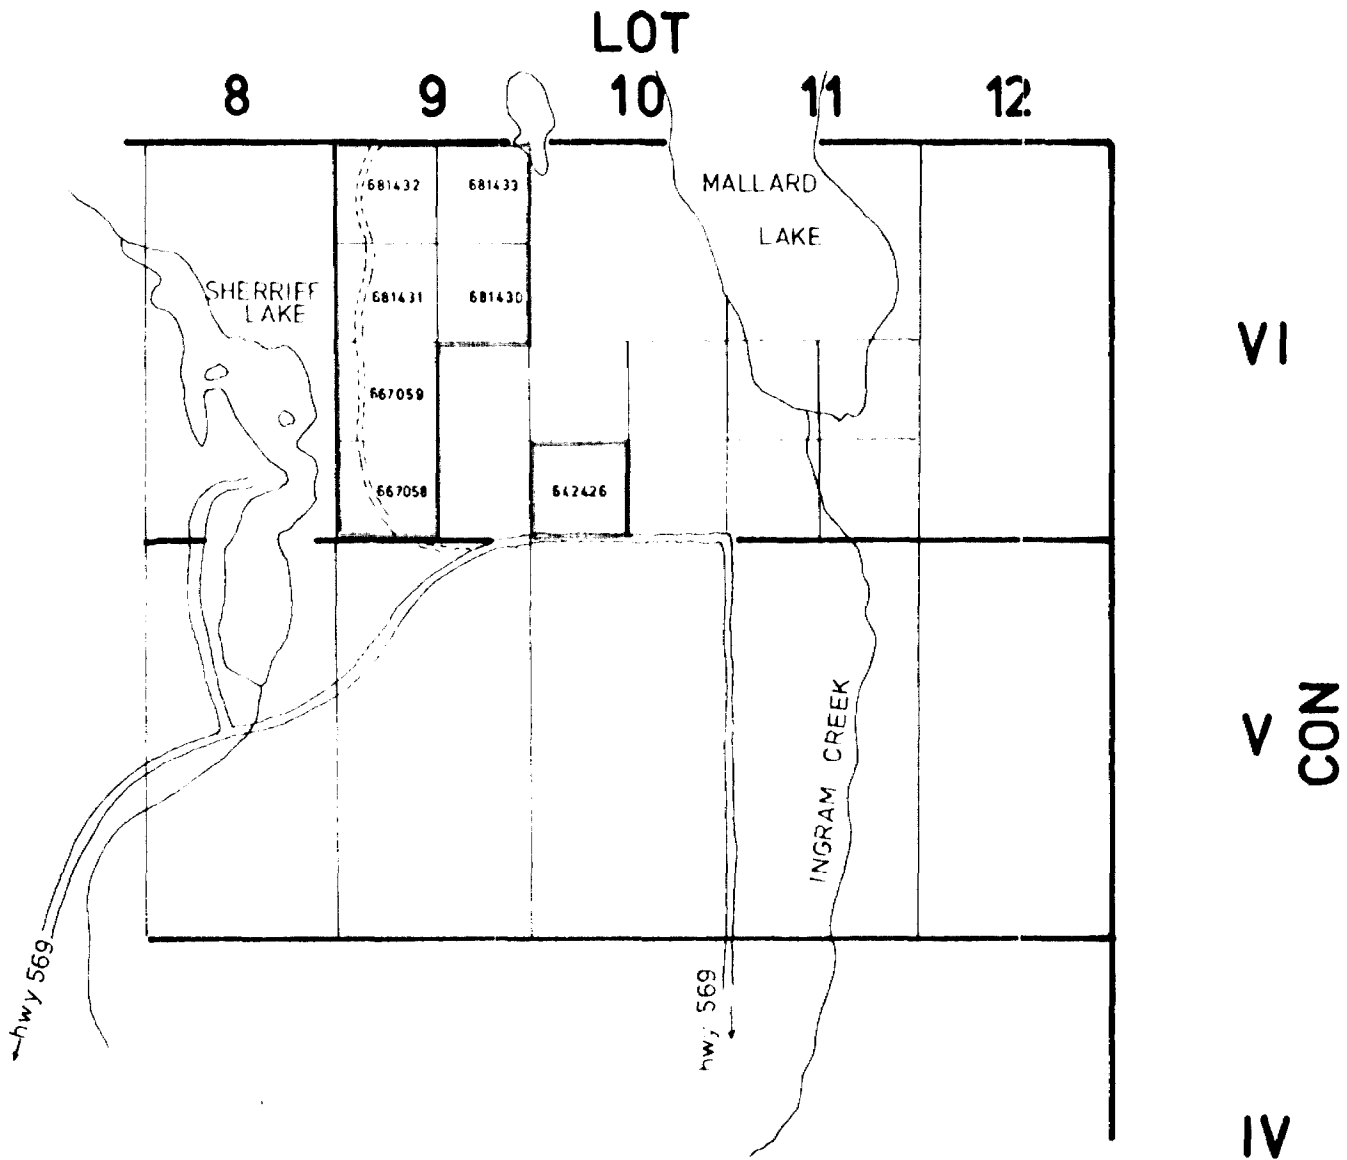 LOT
8 9 10 11 12
681432 681433
MALLARD
LAKE
SHERRIFF
LAKE
681431 681430
VI
667059
667058 642426
INGRAM CREEK
V
CON
hwy 569
hwy 569
IV